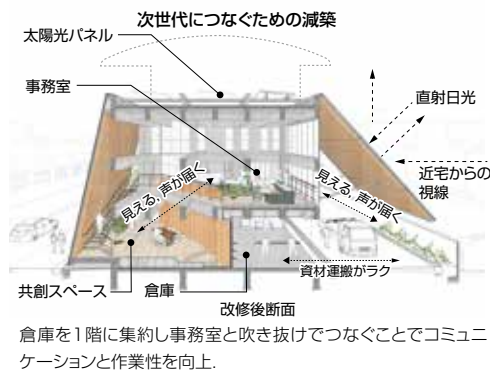 次世代につなぐための減築
太陽光パネル
事務室
直射日光
近宅からの
視線
見える,声が届く
見える,声が届く
資材運搬がラク
共創スペース
倉庫
改修後断面
倉庫を1階に集約し事務室と吹き抜けでつなぐことでコミュニ
ケーションと作業性を向上.